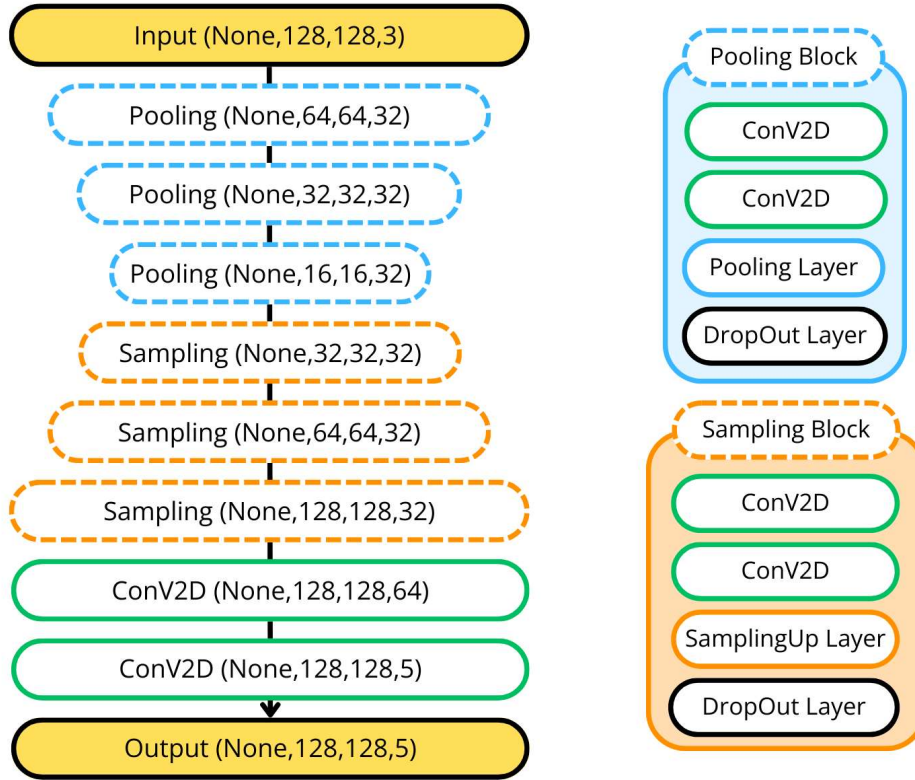 Input (None,128,128,3)
Pooling (None,64,64,32)
Pooling (None,32,32,32)
Pooling (None,16,16,32)
Sampling (None,32,32,32)
Sampling (None,64,64,32)
Sampling (None,128,128,32)
ConV2D (None,128,128,64)
ConV2D (None,128,128,5)
Output (None,128,128,5)
Pooling Block
ConV2D
ConV2D
Pooling Layer
DropOut Layer
Sampling Block
ConV2D
ConV2D
SamplingUp Layer
DropOut Layer